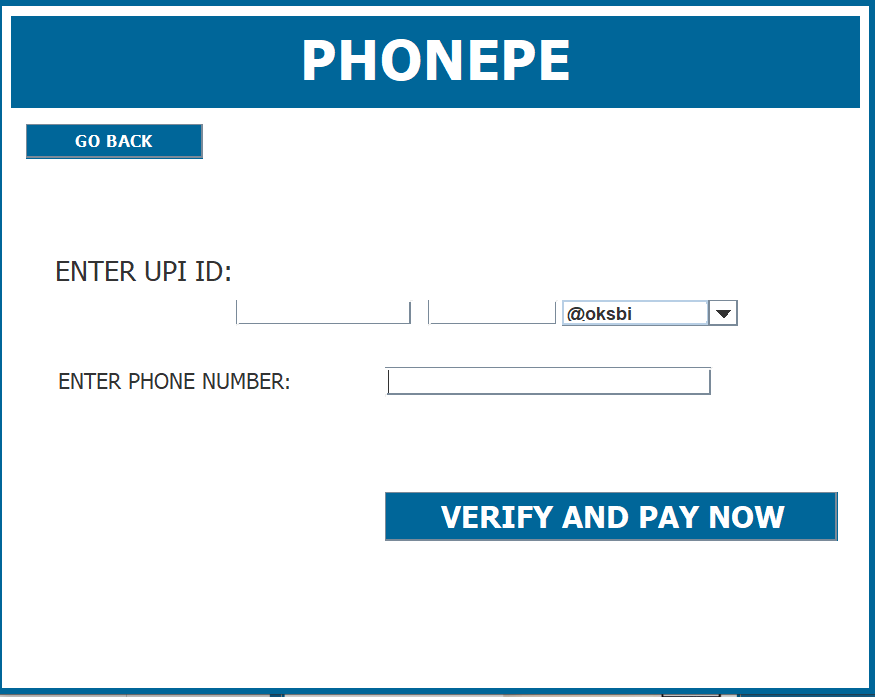 PHONEPE
GO BACK
ENTER UPI ID:
@oksbi
ENTER PHONE NUMBER:
VERIFY AND PAY NOW